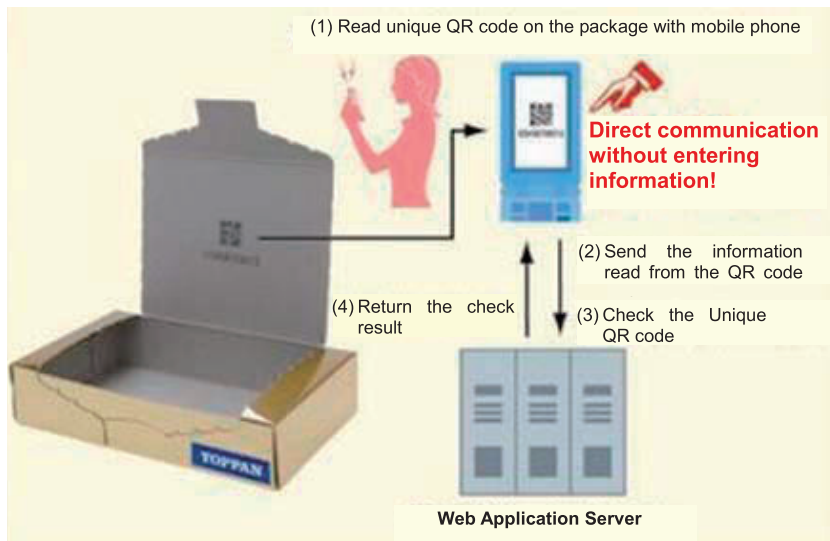 (1) Read unique QR code on the package with mobile phone
Direct communication
without entering
information!
(2) Send the information
read from the QR code
(4) Return the check
result
(3) Check the Unique
QR code
TOPPAN
Web Application Server